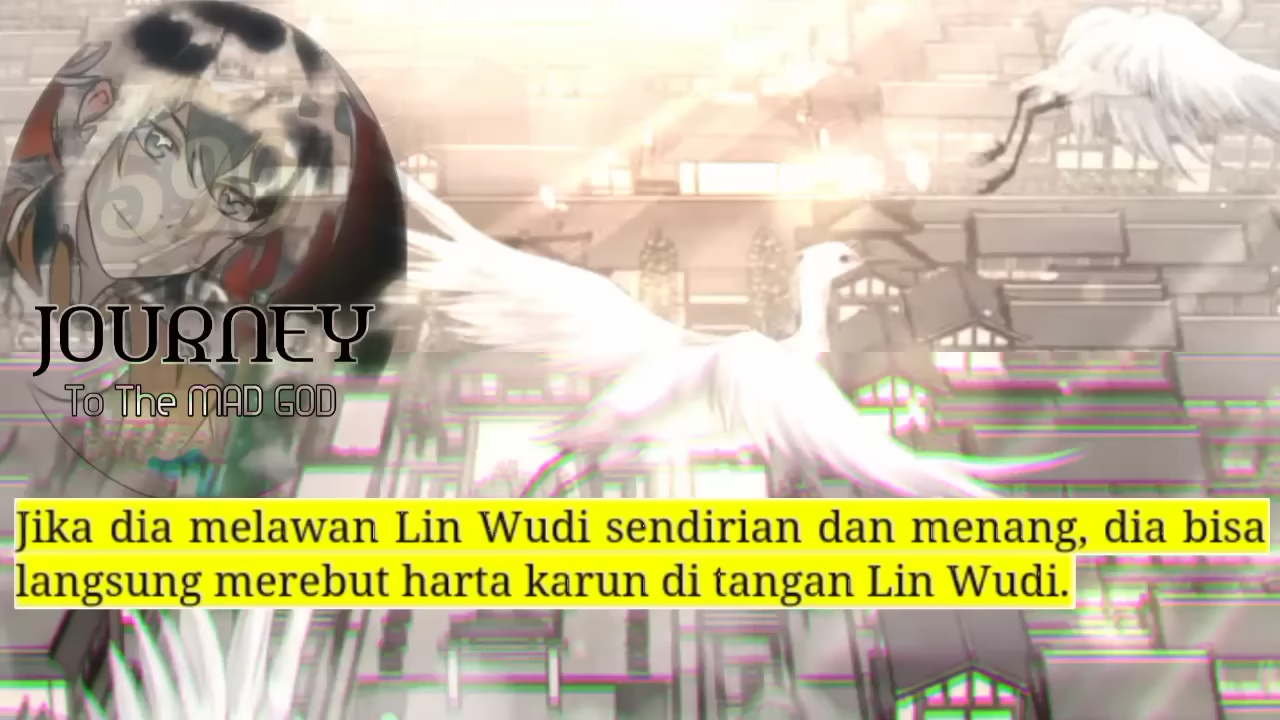 JOURNEY
To The MAD GOD
Jika dia melawan Lin Wudi sendirian dan menang, dia bisa
langsung merebut harta karun di tangan Lin Wudi.